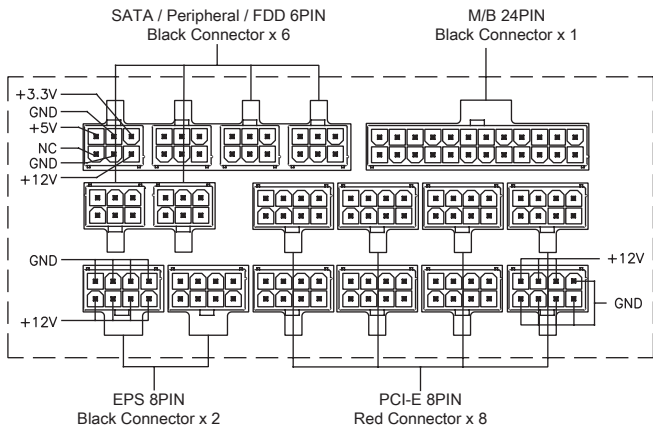 SATA / Peripheral / FDD 6PIN
Black Connector x 6
M/B 24PIN
Black Connector x 1
+3.3V
GND
+5V
NC
GND
+12V
GND
+12V
+12V
GND
EPS 8PIN
Black Connector x 2
PCI-E 8PIN
Red Connector x 8